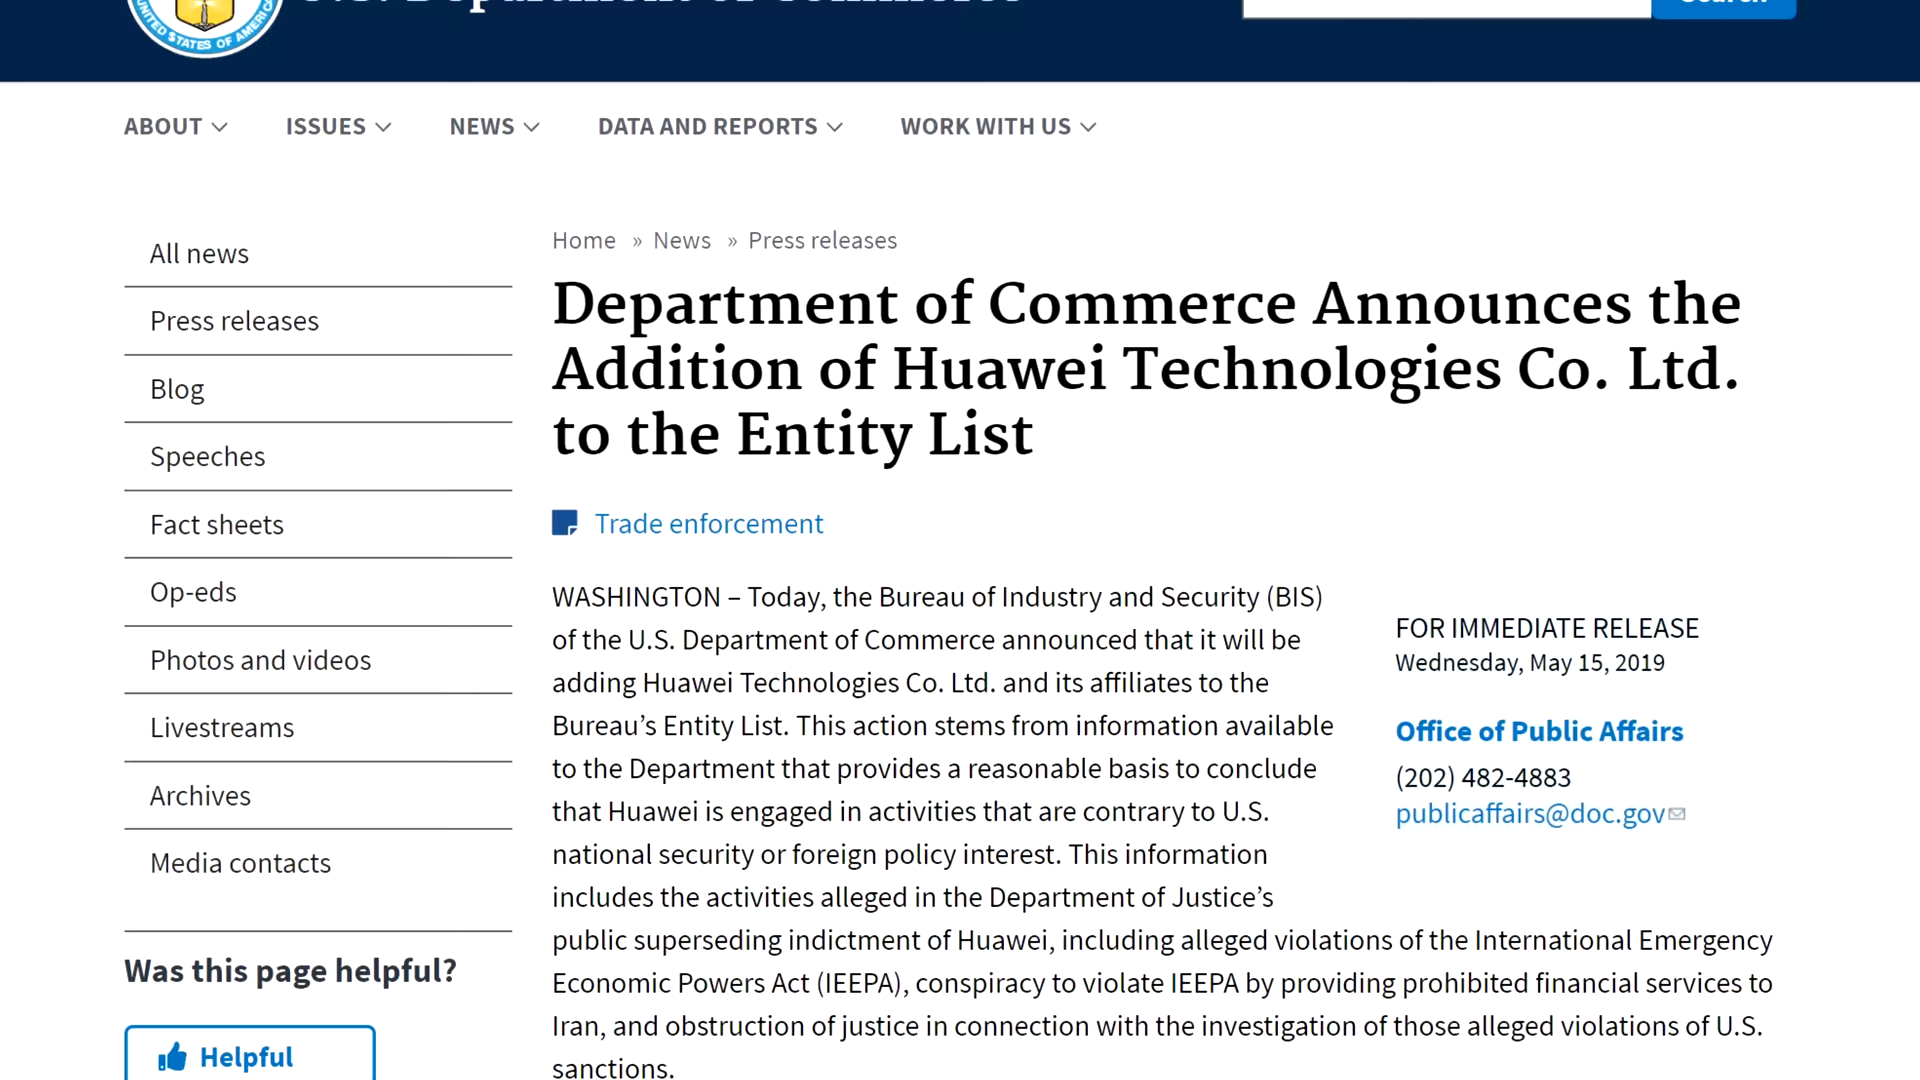 UNITED STATES OF AMERICA
U.S. Department of Commerce
Search
ABOUT
ISSUES
NEWS
DATA AND REPORTS
WORK WITH US
All news
Press releases
Blog
Speeches
Fact sheets
Op-eds
Photos and videos
Livestreams
Archives
Media contacts
Was this page helpful?
Helpful
Home » News » Press releases
Department of Commerce Announces the
Addition of Huawei Technologies Co. Ltd.
to the Entity List
Trade enforcement
WASHINGTON – Today, the Bureau of Industry and Security (BIS)
of the U.S. Department of Commerce announced that it will be
adding Huawei Technologies Co. Ltd. and its affiliates to the
Bureau’s Entity List. This action stems from information available
to the Department that provides a reasonable basis to conclude
that Huawei is engaged in activities that are contrary to U.S.
national security or foreign policy interest. This information
includes the activities alleged in the Department of Justice’s
public superseding indictment of Huawei, including alleged violations of the International Emergency
Economic Powers Act (IEEPA), conspiracy to violate IEEPA by providing prohibited financial services to
Iran, and obstruction of justice in connection with the investigation of those alleged violations of U.S.
sanctions.
FOR IMMEDIATE RELEASE
Wednesday, May 15, 2019
Office of Public Affairs
(202) 482-4883
publicaffairs@doc.gov